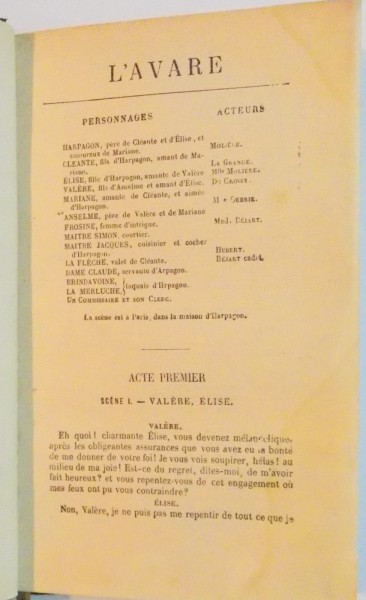 L'AVARE
PERSONNAGES ACTEURS
HARPAGON, père de Cléante et d'Élise, et
amoureux de Mariane. MOLIÈRE.
CLÉANTE, fils d'Harpagon, amant de Ma-
riane. LA GRANGE.
ÉLISE, fille d'Harpagon, amante de Valère Mlle MOLIÈRE.
VALÈRE, fils d'Anselme et amant d'Élise. DU CROISY.
MARIANE, amante de Cléante, et aimée
d'Harpagon.
ANSELME, père de Valère et de Mariane
FROSINE, femme d'intrigue. BÉJART.
MAITRE SIMON, courtier.
MAITRE JACQUES, cuisinier et cocher
d'Harpagon. HUBERT.
LA FLÈCHE, valet de Cléante. BÉJART cadet.
DAME CLAUDE, servante d'Arpagon.
BRINDAVOINE,
LA MERLUCHE, laquais d'Hrpagon.
UN COMMISSAIRE ET SON CLERC.
La scène est à Paris, dans la maison d'Harpagon.
ACTE PREMIER
SCÈNE I. — VALÈRE, ÉLISE.
VALÈRE.
Eh quoi! charmante Élise, vous devenez mélancolique,
après les obligeantes assurances que vous avez eu la bonté
de me donner de votre foi! Je vous vois soupirer, hélas! au
milieu de ma joie! Est-ce du regret, dites-moi, de m'avoir
fait heureux? et vous repentez-vous de cet engagement où
mes feux ont pu vous contraindre?
ÉLISE.
Non, Valère, je ne puis pas me repentir de tout ce que je